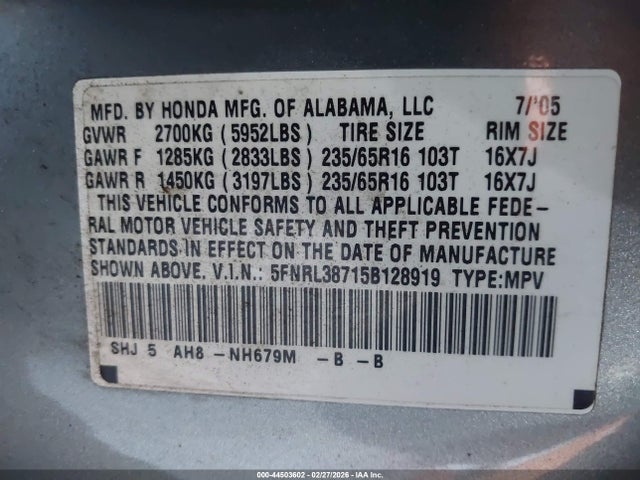 MFD. BY HONDA MFG. OF ALABAMA, LLC 7/'05
GVWR 2700KG (5952LBS) TIRE SIZE RIM SIZE
GAWR F 1285KG (2833LBS) 235/65R16 103T 16X7J
GAWR R 1450KG (3197LBS) 235/65R16 103T 16X7J
THIS VEHICLE CONFORMS TO ALL APPLICABLE FEDE-
RAL MOTOR VEHICLE SAFETY AND THEFT PREVENTION
STANDARDS IN EFFECT ON THE DATE OF MANUFACTURE
SHOWN ABOVE. V.I.N.: 5FNRL38715B128919 TYPE:MPV
SHJ 5 AH8 -NH679M -B -B
000-44503602 - 02/27/2026 - IAAI, Inc.